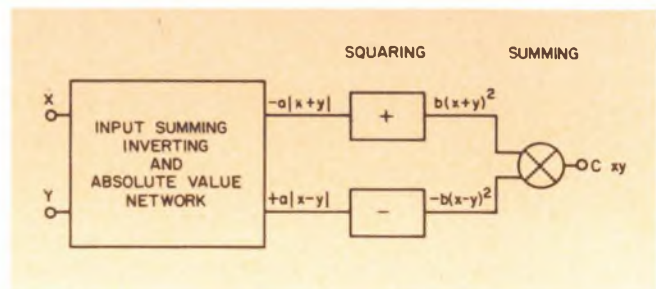 SQUARING SUMMING
X
-a|x+y|
+
b(x+y)²
INPUT SUMMING
INVERTING
AND
ABSOLUTE VALUE
NETWORK
C xy
Y
+a|x-y|
-
-b(x-y)²